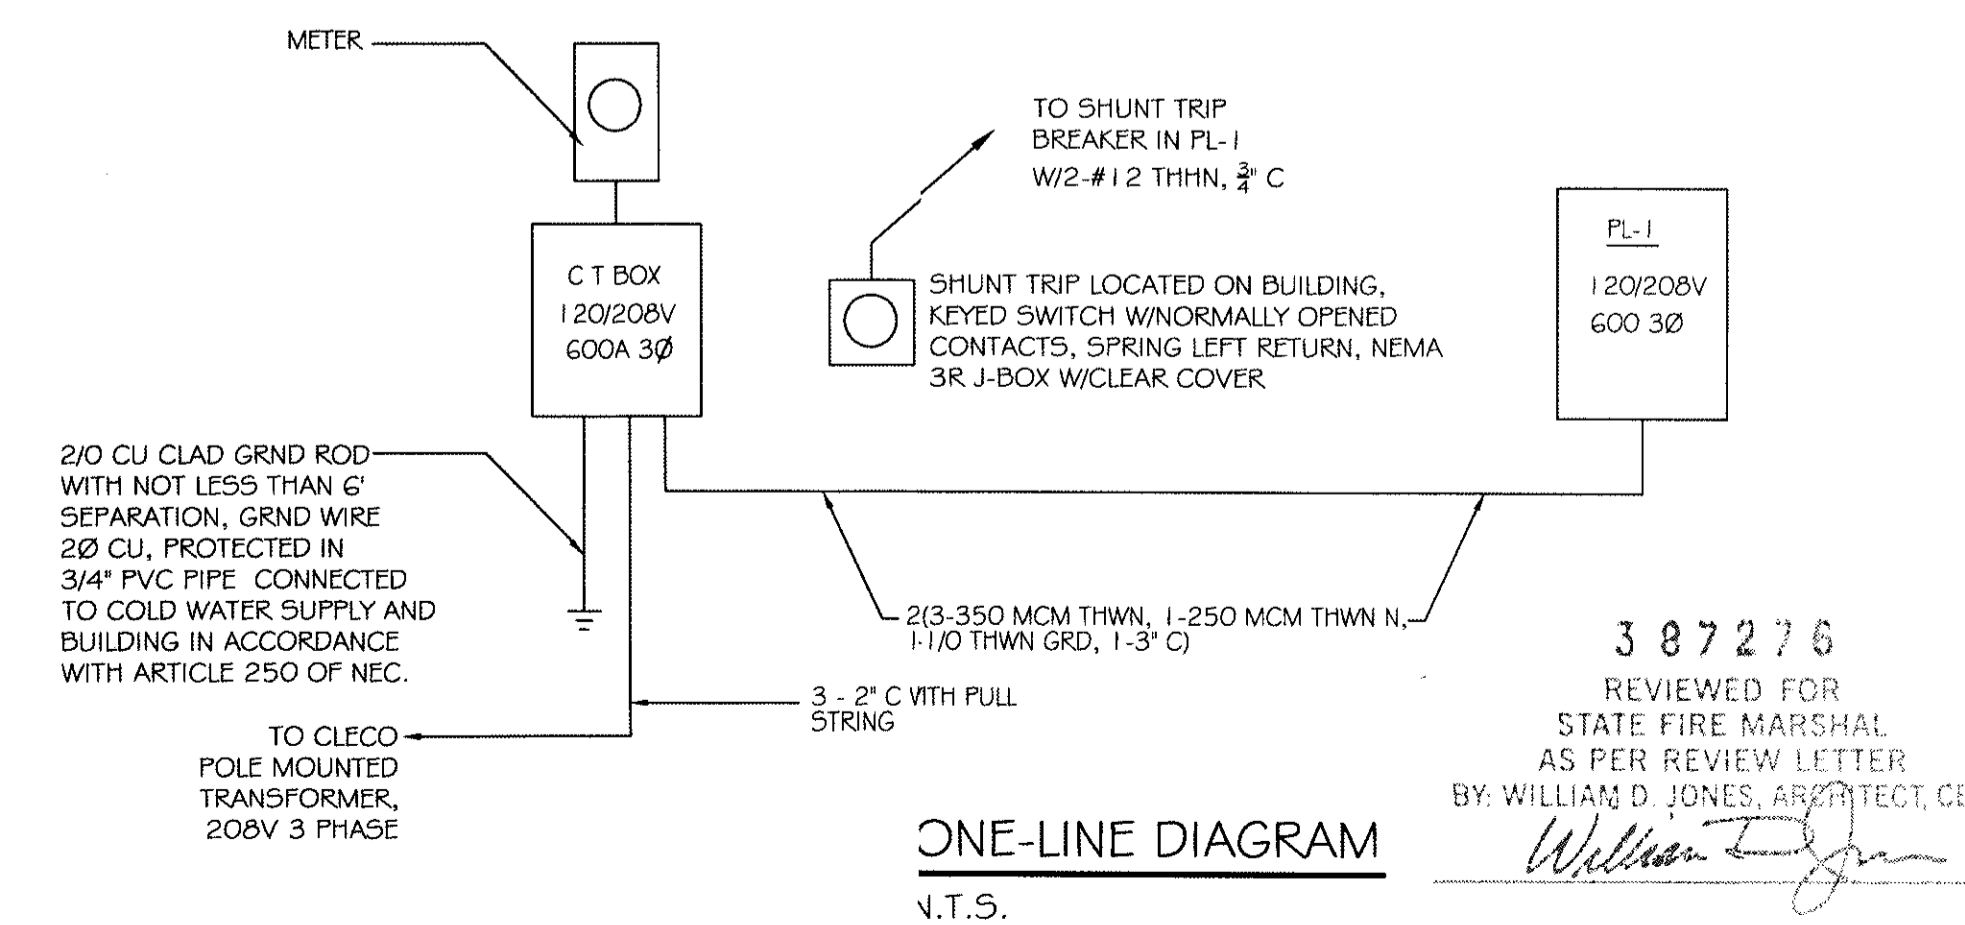 METER
TO SHUNT TRIP
BREAKER IN PL-1
W/2-#12 THHN, 3/4" C
PL-1
120/208V
600 3Ø
C T BOX
120/208V
600A 3Ø
SHUNT TRIP LOCATED ON BUILDING,
KEYED SWITCH W/NORMALLY OPENED
CONTACTS, SPRING LEFT RETURN, NEMA
3R J-BOX W/CLEAR COVER
2/0 CU CLAD GRND ROD
WITH NOT LESS THAN 6'
SEPARATION, GRND WIRE
2Ø CU, PROTECTED IN
3/4" PVC PIPE CONNECTED
TO COLD WATER SUPPLY AND
BUILDING IN ACCORDANCE
WITH ARTICLE 250 OF NEC.
2(3-350 MCM THWN, 1-250 MCM THWN N,
1-1/0 THWN GRD, 1-3" C)
3 - 2" C WITH PULL
STRING
TO CLECO
POLE MOUNTED
TRANSFORMER,
208V 3 PHASE
387276
REVIEWED FOR
STATE FIRE MARSHAL
AS PER REVIEW LETTER
BY: WILLIAM D. JONES, ARCHITECT, CE
William D Jones
ONE-LINE DIAGRAM
N.T.S.